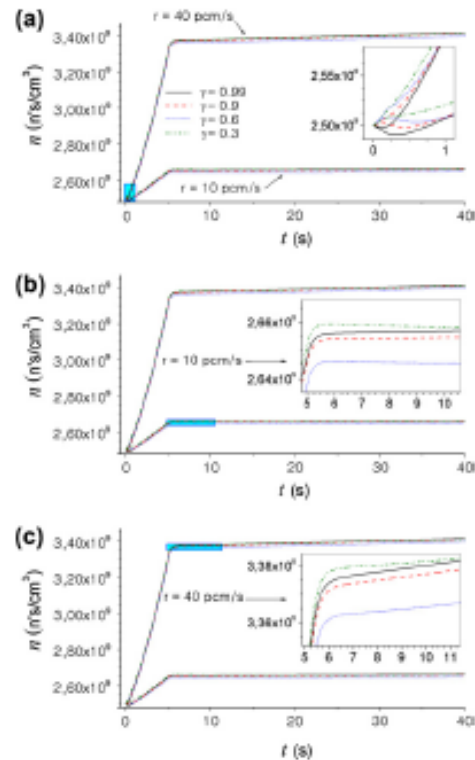 (a)
r = 40 pcm/s
3,40x10⁸
3,20x10⁸
3,00x10⁸
2,80x10⁸
2,60x10⁸
n (n's/cm³)
γ = 0.99
γ = 0.9
γ = 0.6
γ = 0.3
2,55x10⁸
2,50x10⁸
0 1
r = 10 pcm/s
0 10 20 30 40
t (s)
(b)
3,40x10⁸
3,20x10⁸
3,00x10⁸
2,80x10⁸
2,60x10⁸
n (n's/cm³)
r = 10 pcm/s
2,66x10⁸
2,64x10⁸
5 6 7 8 9 10
0 10 20 30 40
t (s)
(c)
3,40x10⁸
3,20x10⁸
3,00x10⁸
2,80x10⁸
2,60x10⁸
n (n's/cm³)
r = 40 pcm/s
3,38x10⁸
3,36x10⁸
5 6 7 8 9 10 11
0 10 20 30 40
t (s)